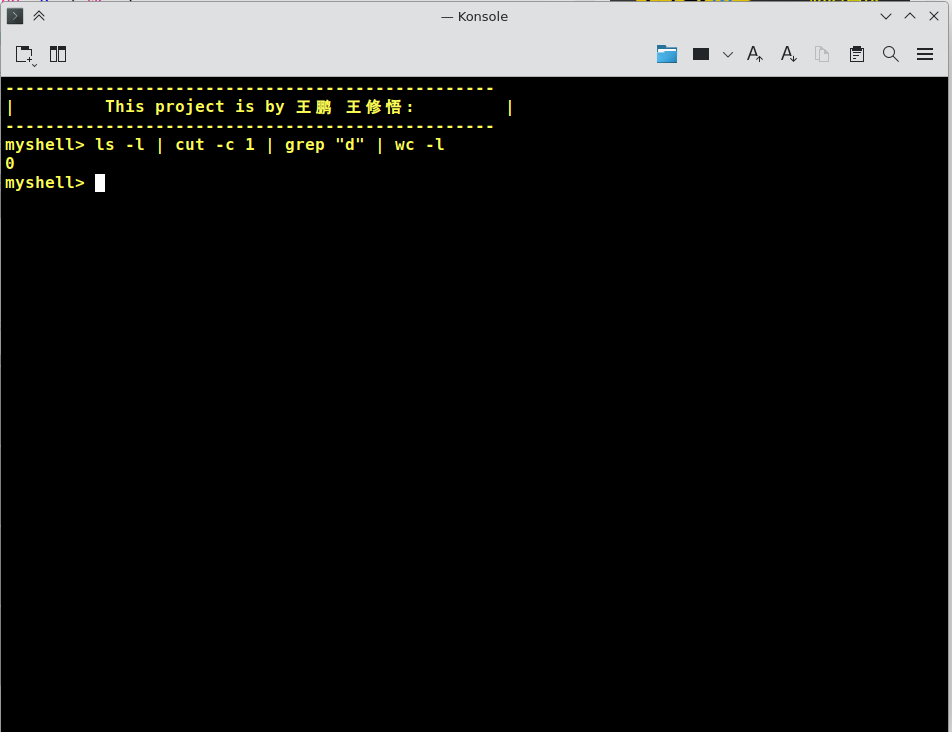 — Konsole
-------------------------------------------------
|         This project is by 王鹏 王修悟:         |
-------------------------------------------------
myshell> ls -l | cut -c 1 | grep "d" | wc -l
0
myshell>